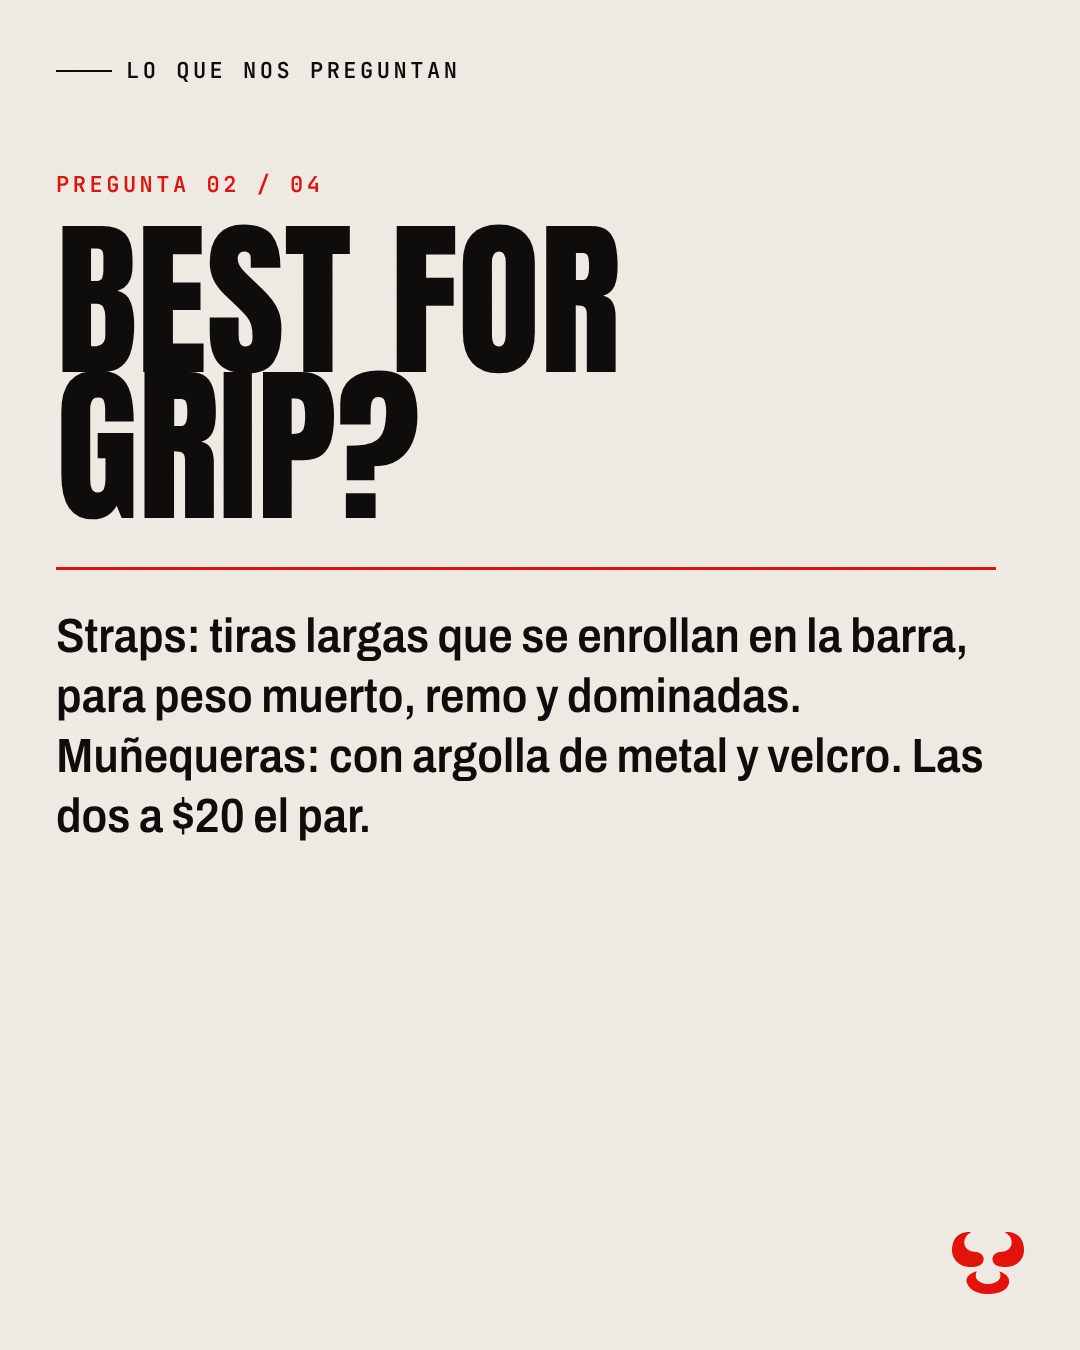 LO QUE NOS PREGUNTAN
PREGUNTA 02 / 04
BEST FOR
GRIP?
Straps: tiras largas que se enrollan en la barra,
para peso muerto, remo y dominadas.
Muñequeras: con argolla de metal y velcro. Las
dos a $20 el par.